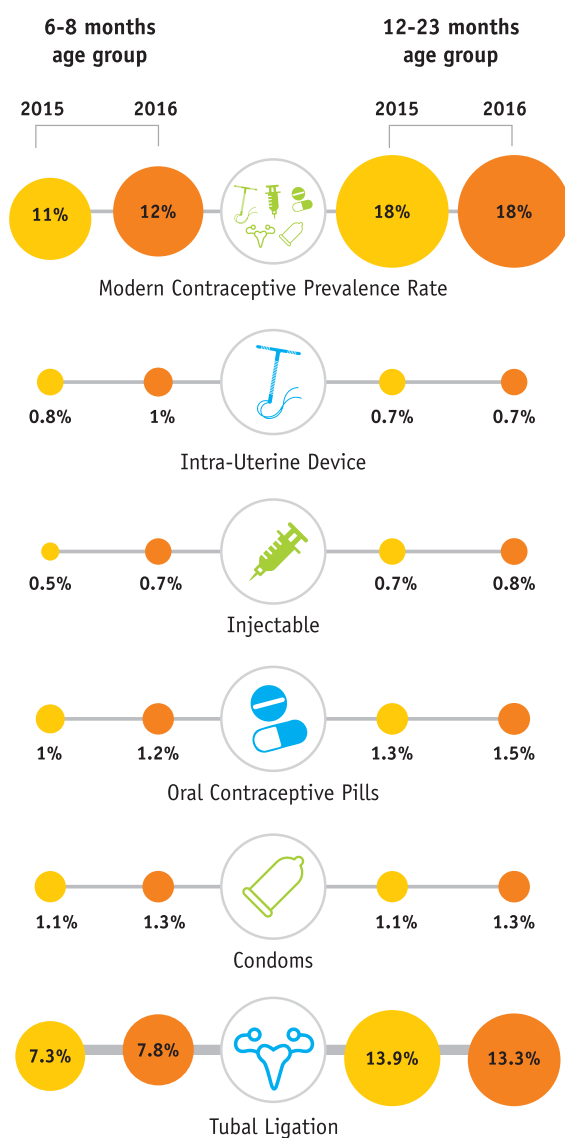 6-8 months
age group
12-23 months
age group
2015 2016 2015 2016
11% 12% 18% 18%
Modern Contraceptive Prevalence Rate
0.8% 1% 0.7% 0.7%
Intra-Uterine Device
0.5% 0.7% 0.7% 0.8%
Injectable
1% 1.2% 1.3% 1.5%
Oral Contraceptive Pills
1.1% 1.3% 1.1% 1.3%
Condoms
7.3% 7.8% 13.9% 13.3%
Tubal Ligation